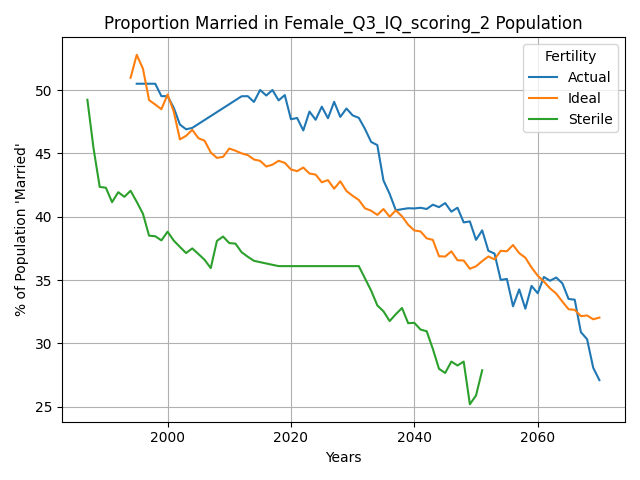 Proportion Married in Female_Q3_IQ_scoring_2 Population
% of Population 'Married'
50
45
40
35
30
25
2000
2020
2040
2060
Years
Fertility
Actual
Ideal
Sterile